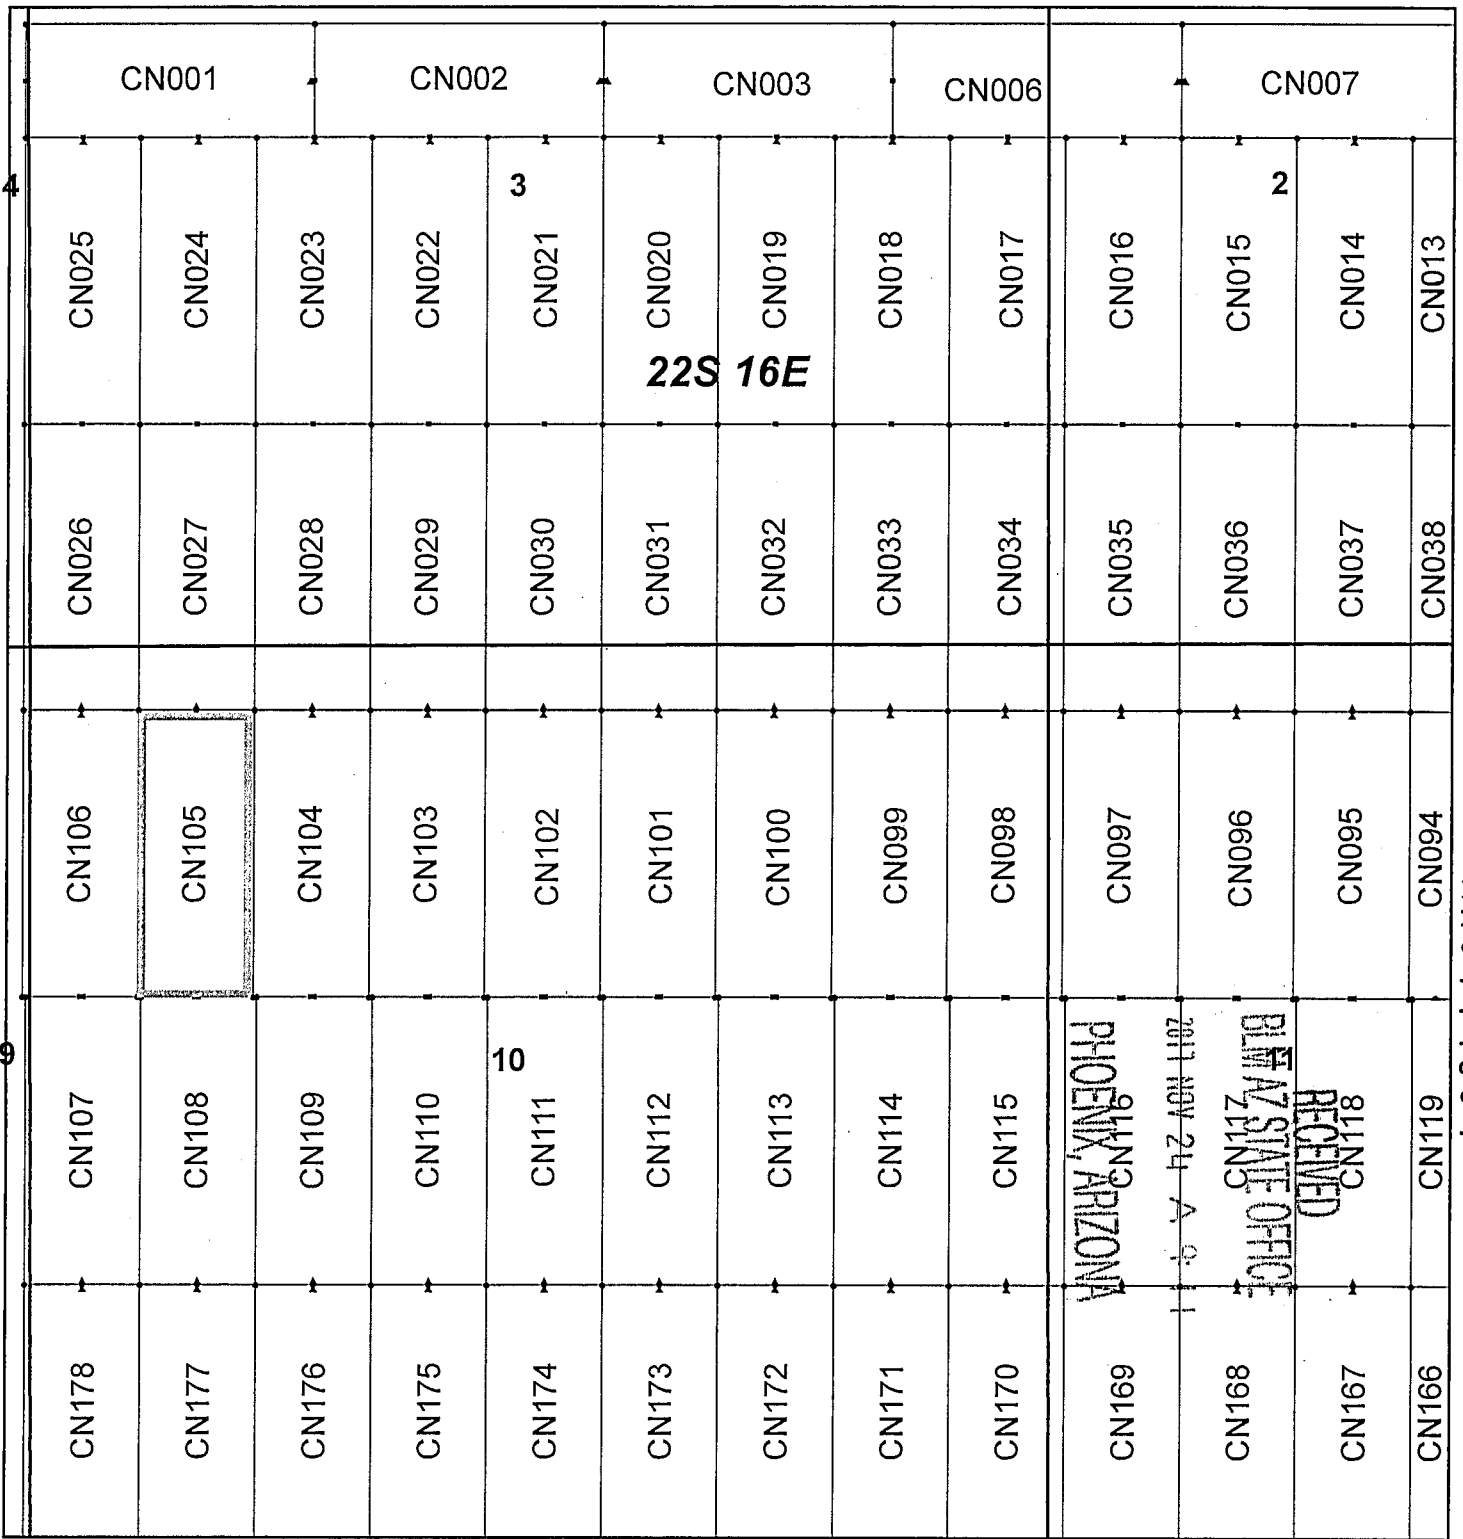 CN001 CN002 CN003 CN006 CN007
4 3 2
CN025 CN024 CN023 CN022 CN021 CN020 CN019 CN018 CN017 CN016 CN015 CN014 CN013
22S 16E
CN026 CN027 CN028 CN029 CN030 CN031 CN032 CN033 CN034 CN035 CN036 CN037 CN038
CN106 CN105 CN104 CN103 CN102 CN101 CN100 CN099 CN098 CN097 CN096 CN095 CN094
9 10 11
CN107 CN108 CN109 CN110 CN111 CN112 CN113 CN114 CN115 CN116 CN117 CN118 CN119
RECEIVED
BLM AZ STATE OFFICE
2017 NOV 24 A 9: 11
PHOENIX, ARIZONA
CN178 CN177 CN176 CN175 CN174 CN173 CN172 CN171 CN170 CN169 CN168 CN167 CN166